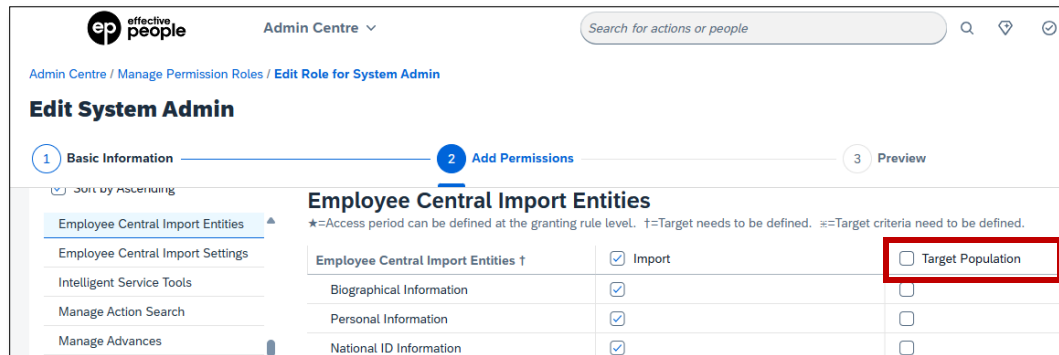 ep effective people
Admin Centre
Search for actions or people
Admin Centre / Manage Permission Roles / Edit Role for System Admin
Edit System Admin
1 Basic Information
2 Add Permissions
3 Preview
Sort by Ascending
Employee Central Import Entities
Employee Central Import Settings
Intelligent Service Tools
Manage Action Search
Manage Advances
Employee Central Import Entities
★=Access period can be defined at the granting rule level. †=Target needs to be defined. ⁜=Target criteria need to be defined.
Employee Central Import Entities † Import Target Population
Biographical Information
Personal Information
National ID Information